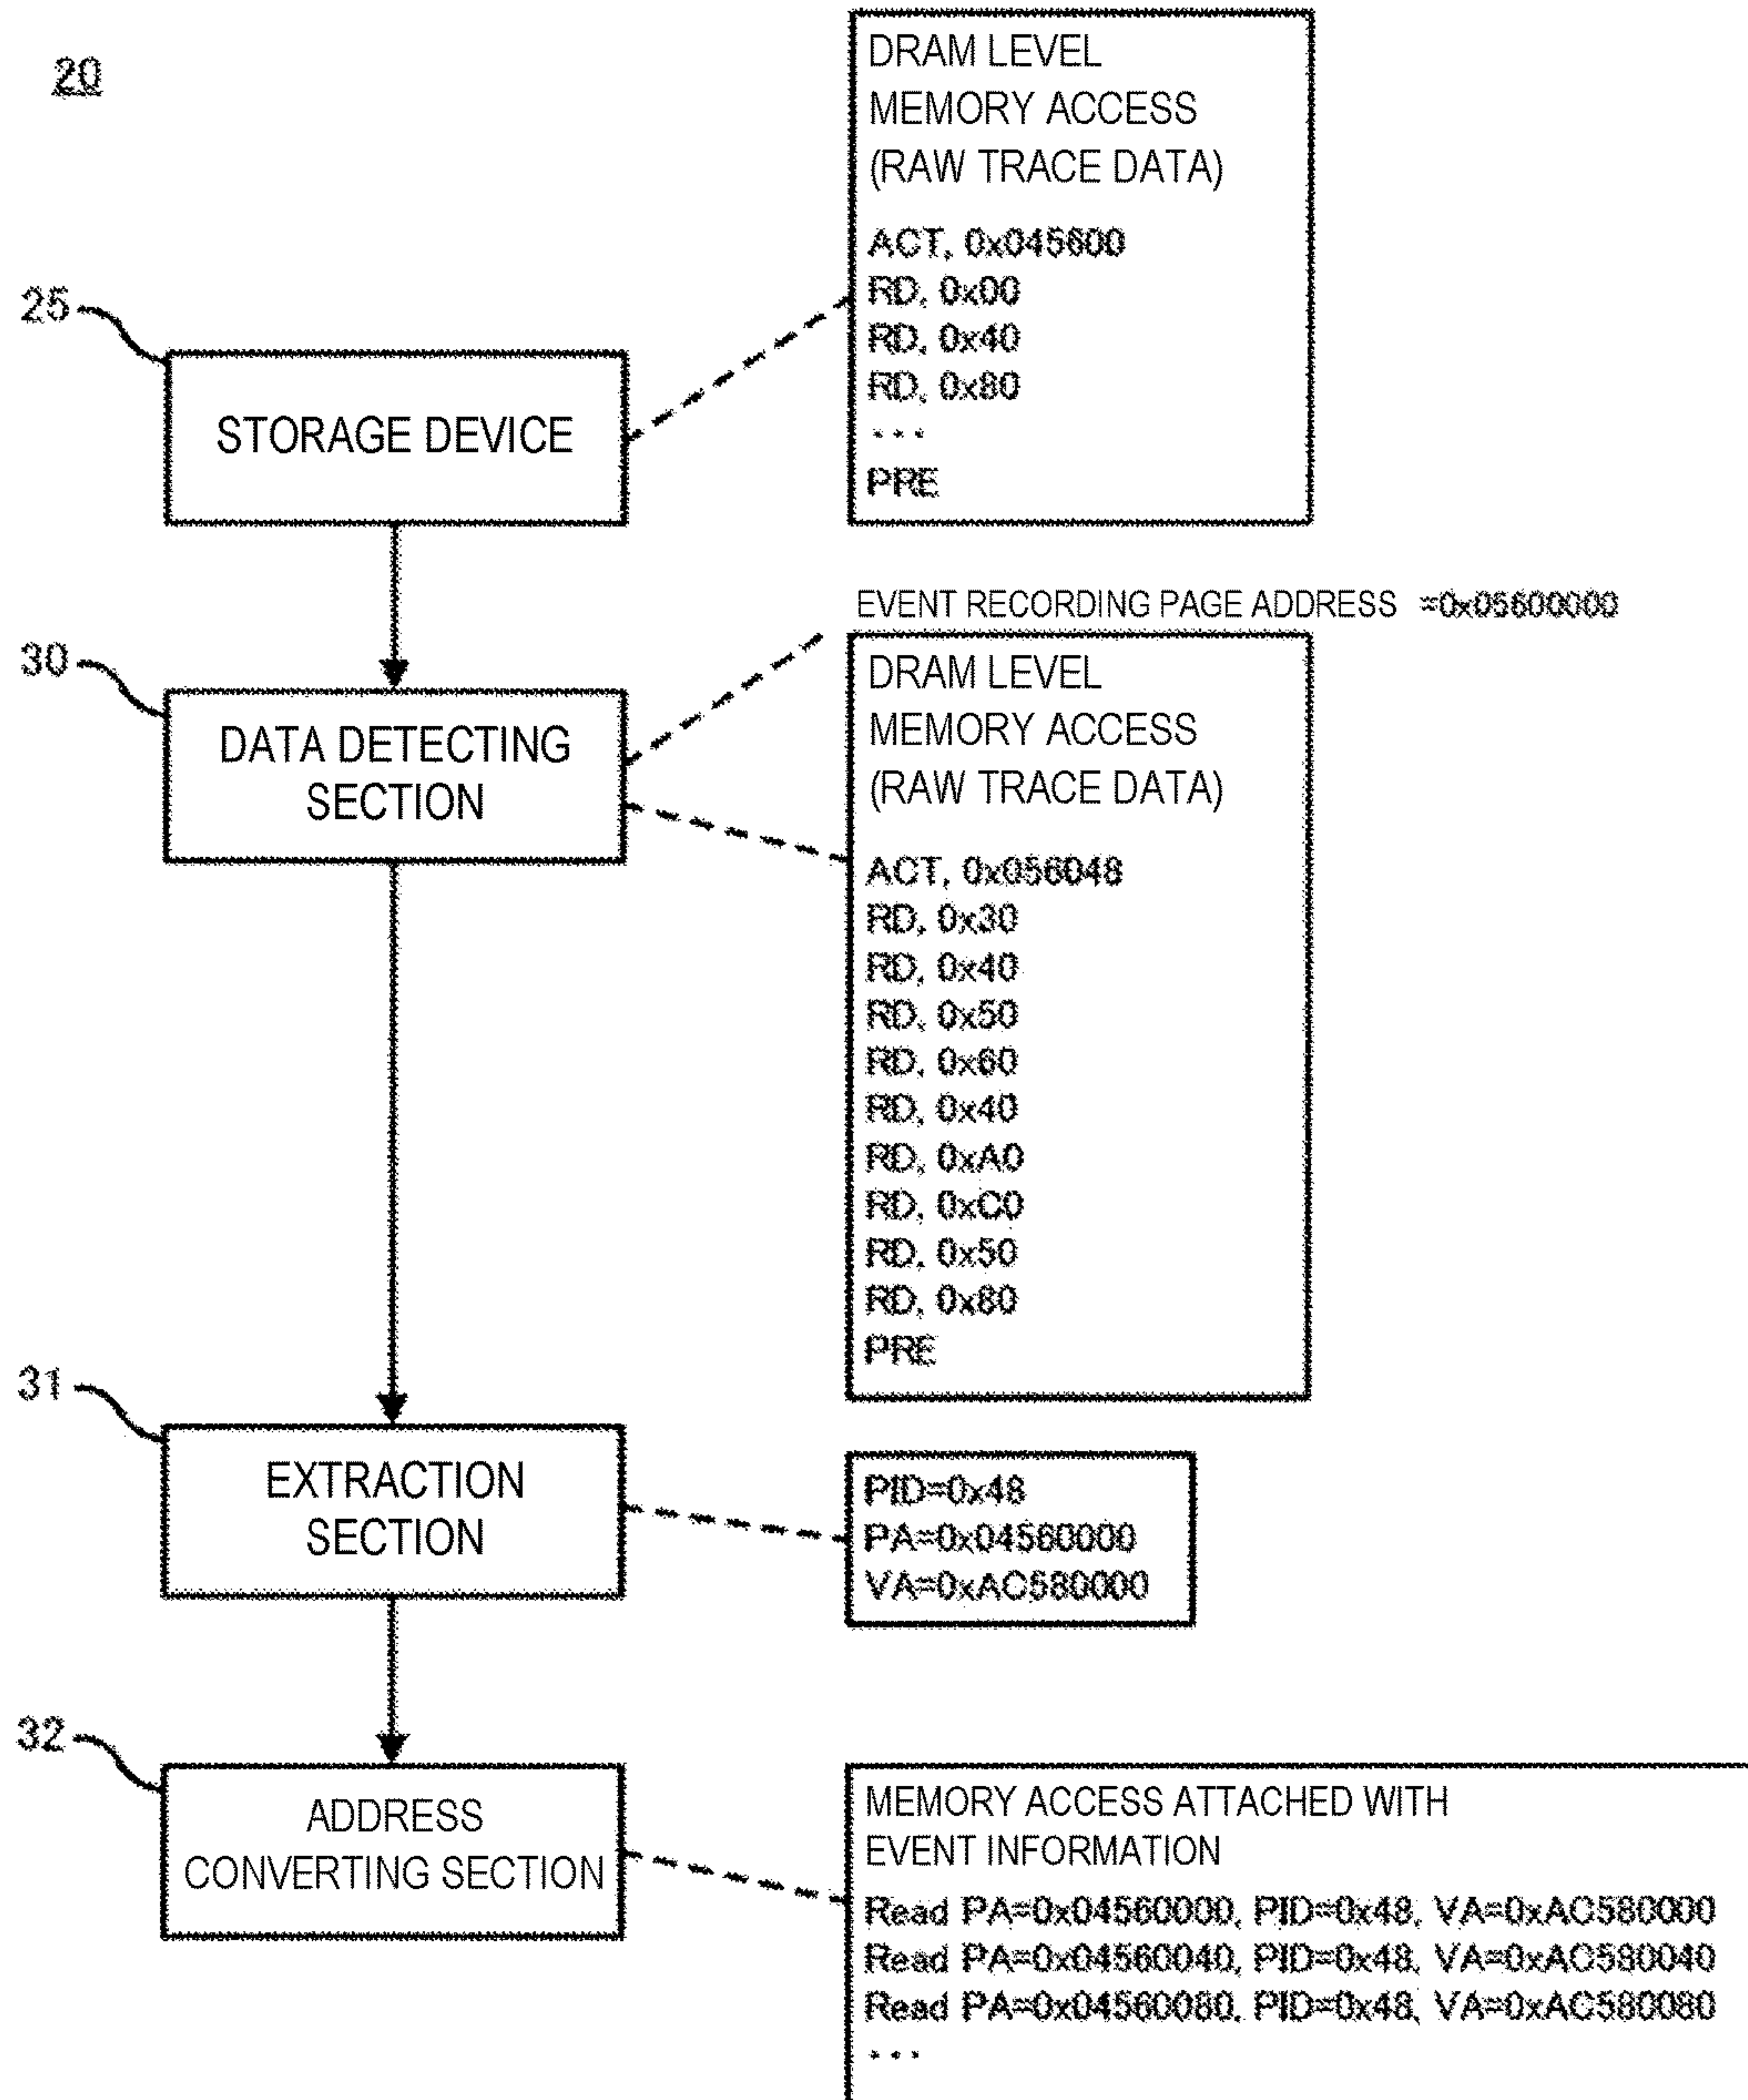 20
DRAM LEVEL
MEMORY ACCESS
(RAW TRACE DATA)
ACT, 0x045600
RD, 0x00
RD, 0x40
RD, 0x80
...
PRE
25
STORAGE DEVICE
EVENT RECORDING PAGE ADDRESS =0x05600000
30
DATA DETECTING
SECTION
DRAM LEVEL
MEMORY ACCESS
(RAW TRACE DATA)
ACT, 0x056048
RD, 0x30
RD, 0x40
RD, 0x50
RD, 0x60
RD, 0x40
RD, 0xA0
RD, 0xC0
RD, 0x50
RD, 0x80
PRE
31
EXTRACTION
SECTION
PID=0x48
PA=0x04560000
VA=0xAC580000
32
ADDRESS
CONVERTING SECTION
MEMORY ACCESS ATTACHED WITH
EVENT INFORMATION
Read PA=0x04560000, PID=0x48, VA=0xAC580000
Read PA=0x04560040, PID=0x48, VA=0xAC580040
Read PA=0x04560080, PID=0x48, VA=0xAC580080
...